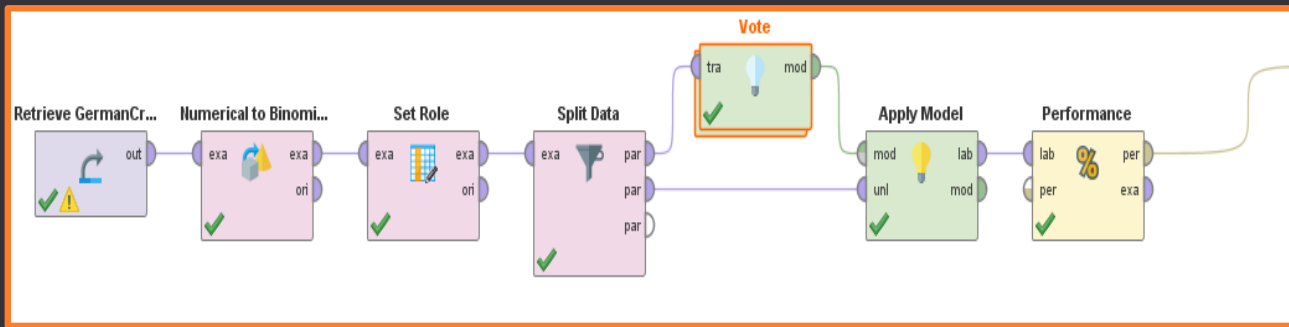 Vote
tra mod
Retrieve GermanCr... Numerical to Binomi... Set Role Split Data Apply Model Performance
out exa exa exa exa exa par mod lab lab per
ori ori par unl mod per exa
par